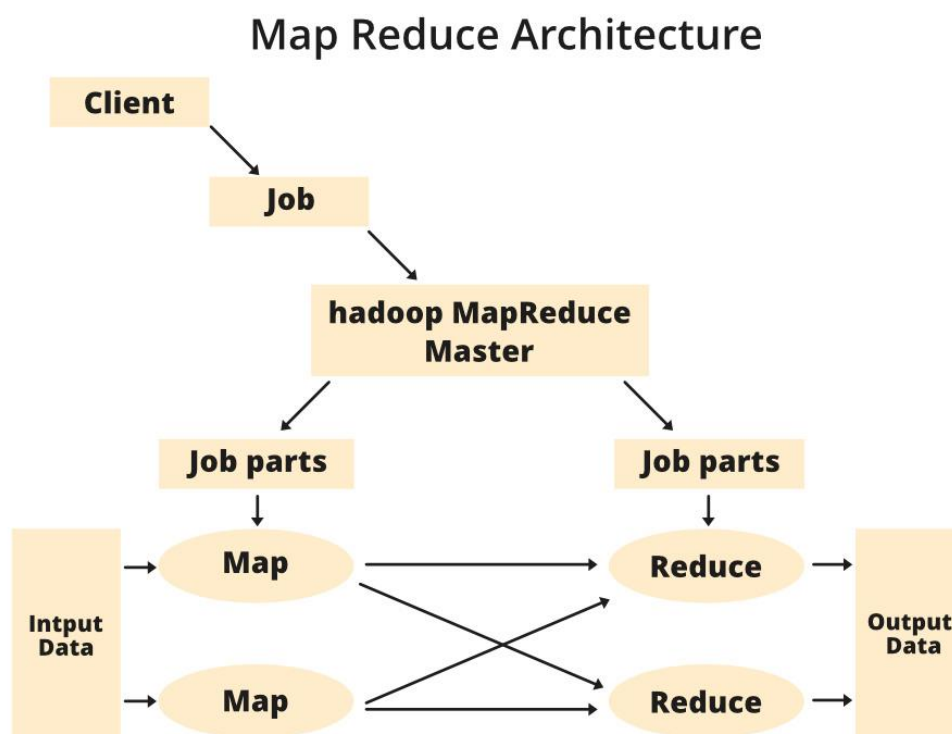 Map Reduce Architecture
Client
Job
hadoop MapReduce
Master
Job parts
Job parts
Map
Reduce
Intput
Data
Output
Data
Map
Reduce